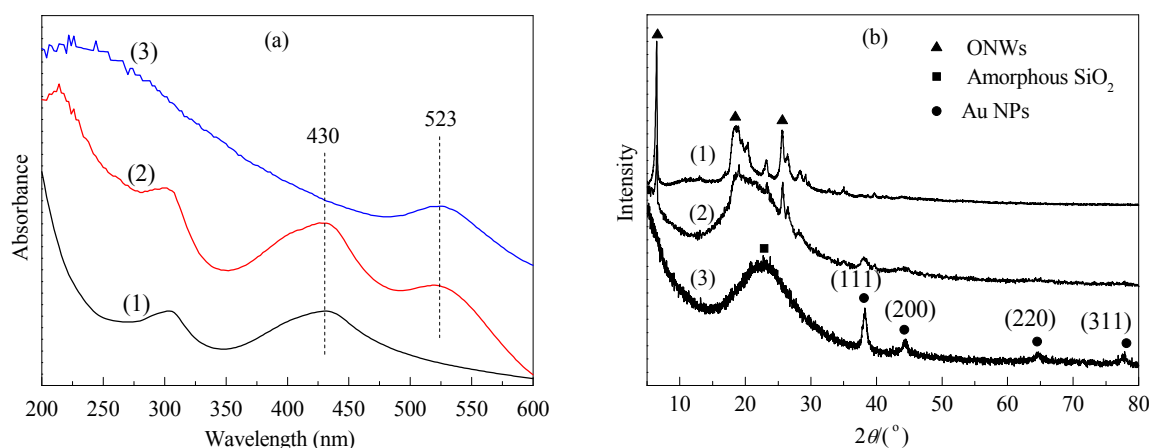 (a)
(3)
430
523
(2)
(1)
Absorbance
200 250 300 350 400 450 500 550 600
Wavelength (nm)
(b)
▲ ONWs
■ Amorphous SiO₂
● Au NPs
(1)
(2)
(3)
(111)
(200)
(220)
(311)
Intensity
10 20 30 40 50 60 70 80
2θ/(°)